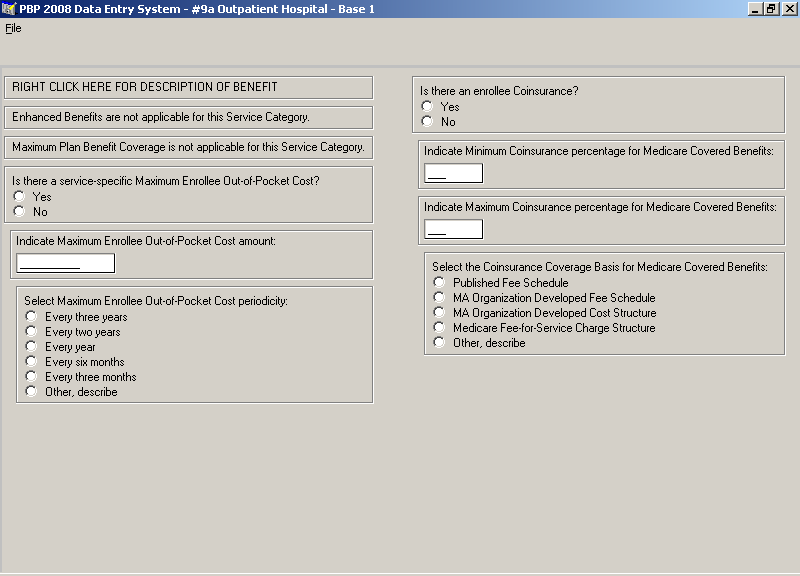 PBP 2008 Data Entry System - #9a Outpatient Hospital - Base 1
File
RIGHT CLICK HERE FOR DESCRIPTION OF BENEFIT
Enhanced Benefits are not applicable for this Service Category.
Maximum Plan Benefit Coverage is not applicable for this Service Category.
Is there a service-specific Maximum Enrollee Out-of-Pocket Cost?
Yes
No
Indicate Maximum Enrollee Out-of-Pocket Cost amount:
Select Maximum Enrollee Out-of-Pocket Cost periodicity:
Every three years
Every two years
Every year
Every six months
Every three months
Other, describe
Is there an enrollee Coinsurance?
Yes
No
Indicate Minimum Coinsurance percentage for Medicare Covered Benefits:
Indicate Maximum Coinsurance percentage for Medicare Covered Benefits:
Select the Coinsurance Coverage Basis for Medicare Covered Benefits:
Published Fee Schedule
MA Organization Developed Fee Schedule
MA Organization Developed Cost Structure
Medicare Fee-for-Service Charge Structure
Other, describe